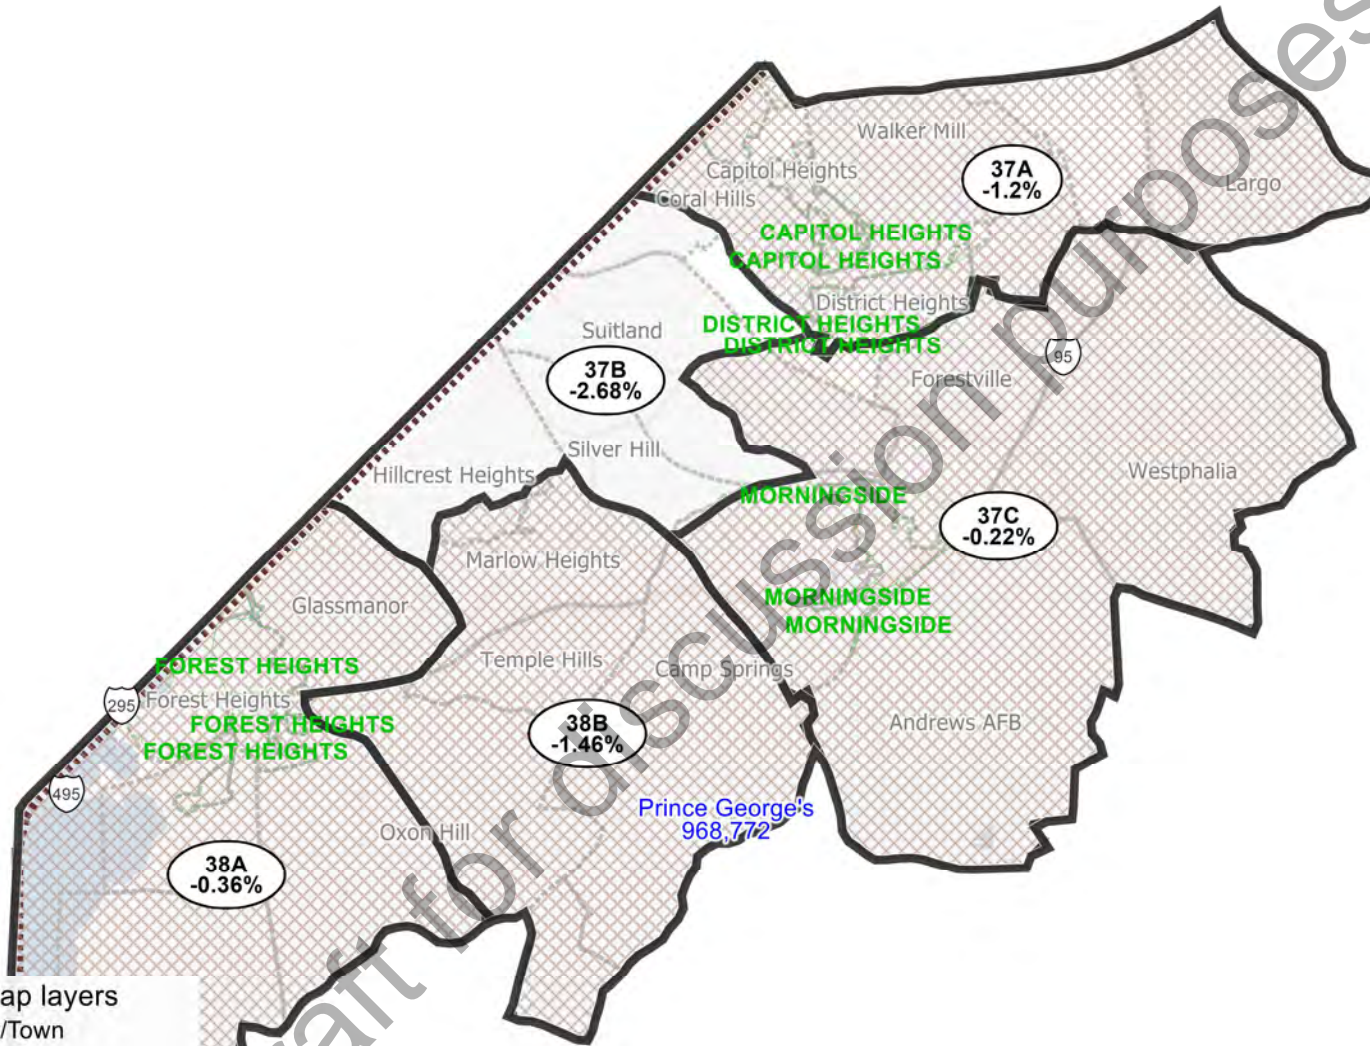 Walker Mill
37A
-1.2%
Capitol Heights
Largo
Coral Hills
CAPITOL HEIGHTS
CAPITOL HEIGHTS
District Heights
DISTRICT HEIGHTS
DISTRICT HEIGHTS
Suitland
95
37B
-2.68%
Forestville
Silver Hill
Hillcrest Heights
Westphalia
MORNINGSIDE
37C
-0.22%
Marlow Heights
Glassmanor
MORNINGSIDE
MORNINGSIDE
FOREST HEIGHTS
Temple Hills
Camp Springs
295
Forest Heights
FOREST HEIGHTS
FOREST HEIGHTS
38B
-1.46%
Andrews AFB
495
Prince George's
968,772
Oxon Hill
38A
-0.36%
raft for discussion purposes
ap layers
/Town